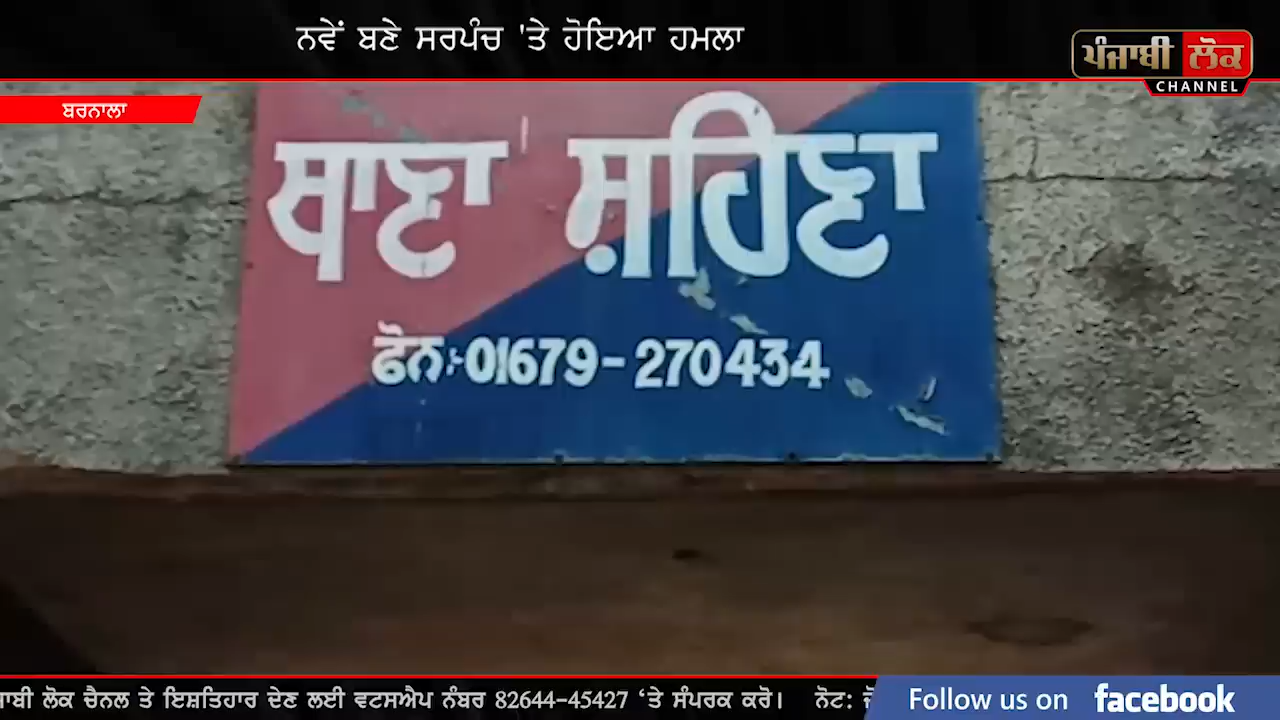 ਨਵੇਂ ਬਣੇ ਸਰਪੰਚ 'ਤੇ ਹੋਇਆ ਹਮਲਾ
ਪੰਜਾਬੀ ਲੋਕ
CHANNEL
ਬਰਨਾਲਾ
ਥਾਣਾ ਸ਼ਹਿਣਾ
ਫੋਨ:-01679-270434
ਲੋਕ ਚੈਨਲ ਤੇ ਇਸ਼ਤਿਹਾਰ ਦੇਣ ਲਈ ਵਟਸਐਪ ਨੰਬਰ 82644-45427 ‘ਤੇ ਸੰਪਰਕ ਕਰੋ। ਨੋਟ:
Follow us on facebook